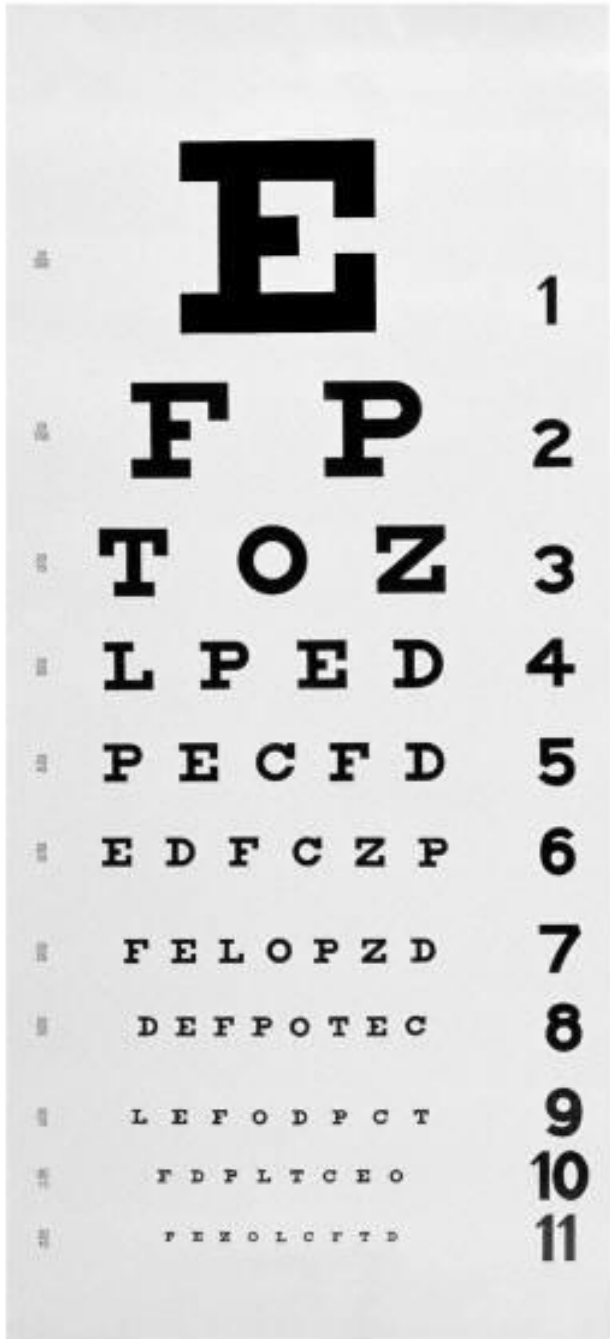 E 1
F P 2
T O Z 3
L P E D 4
P E C F D 5
E D F C Z P 6
F E L O P Z D 7
D E F P O T E C 8
L E F O D P C T 9
F D P L T C E O 10
F E Z O L C F T D 11